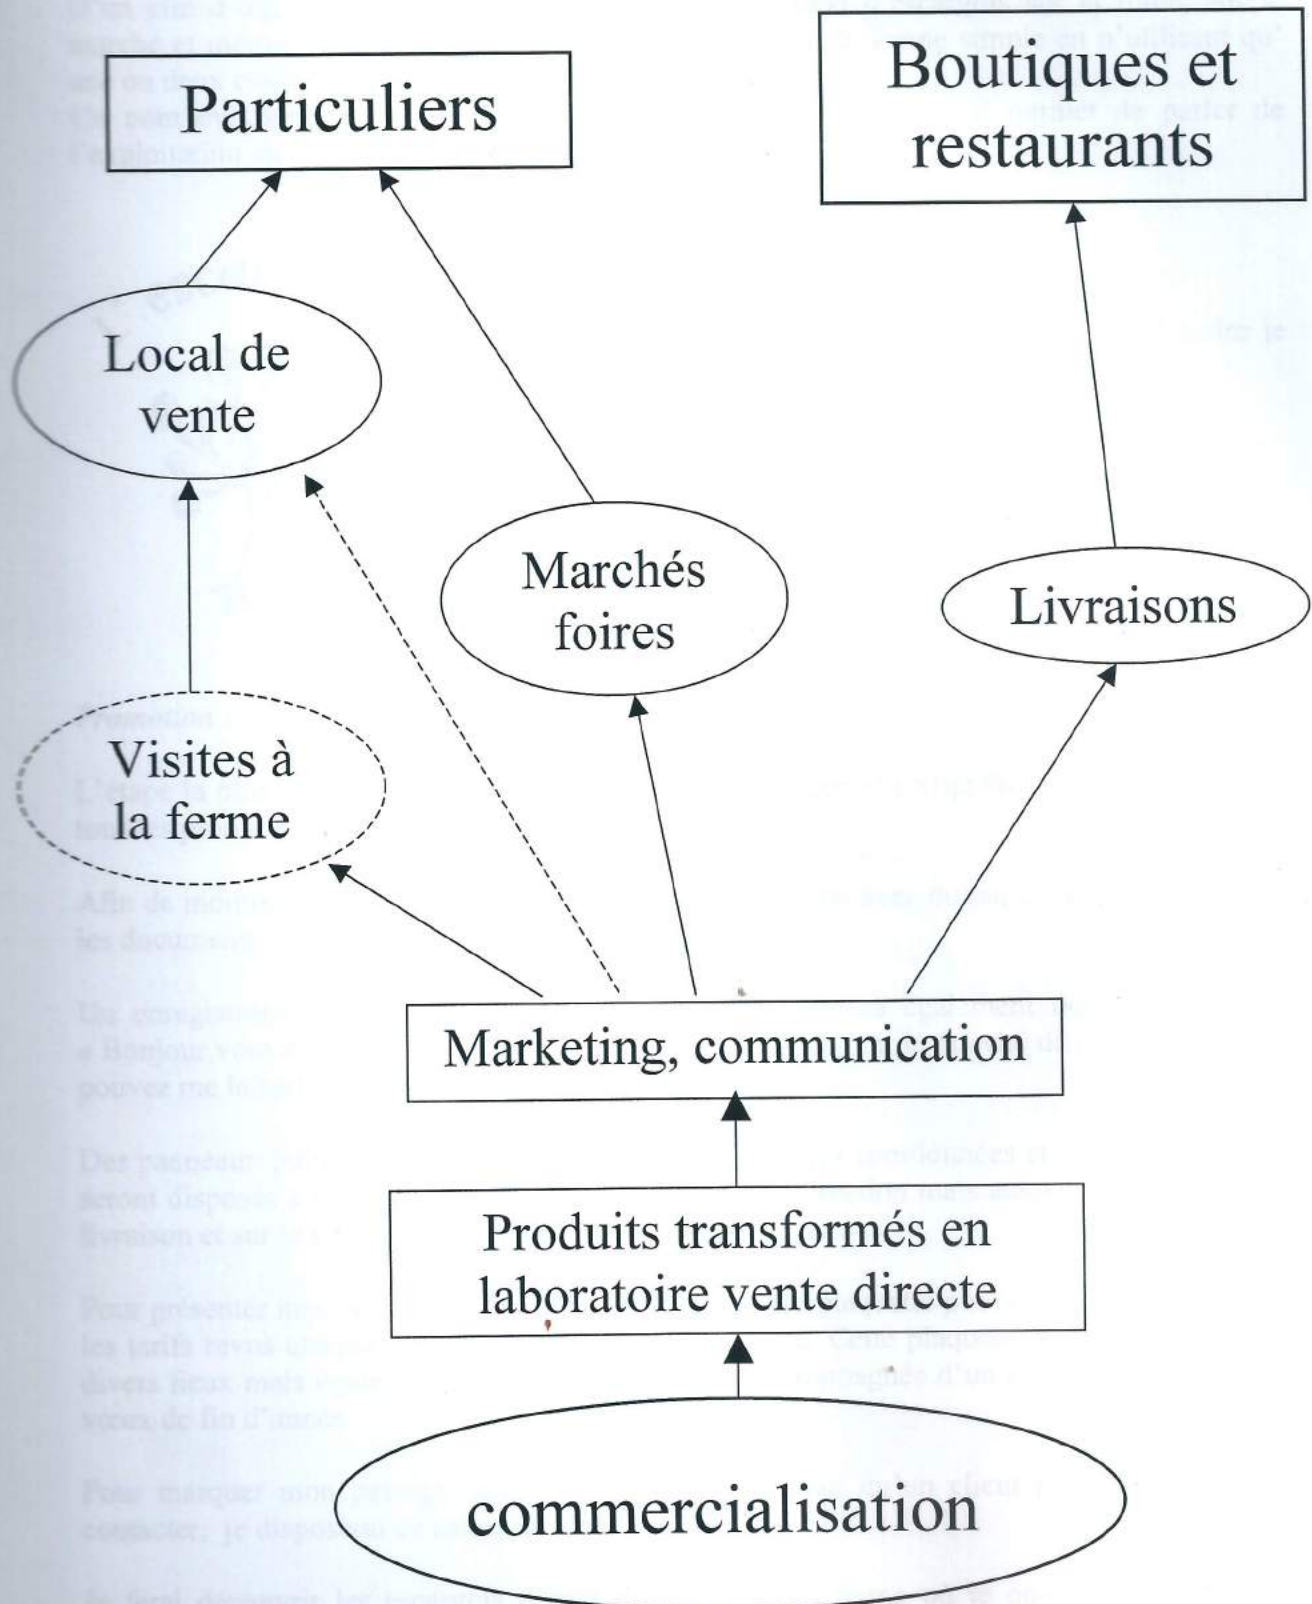 Particuliers
Boutiques et
restaurants
Local de
vente
Marchés
foires
Livraisons
Visites à
la ferme
Marketing, communication
Produits transformés en
laboratoire vente directe
commercialisation